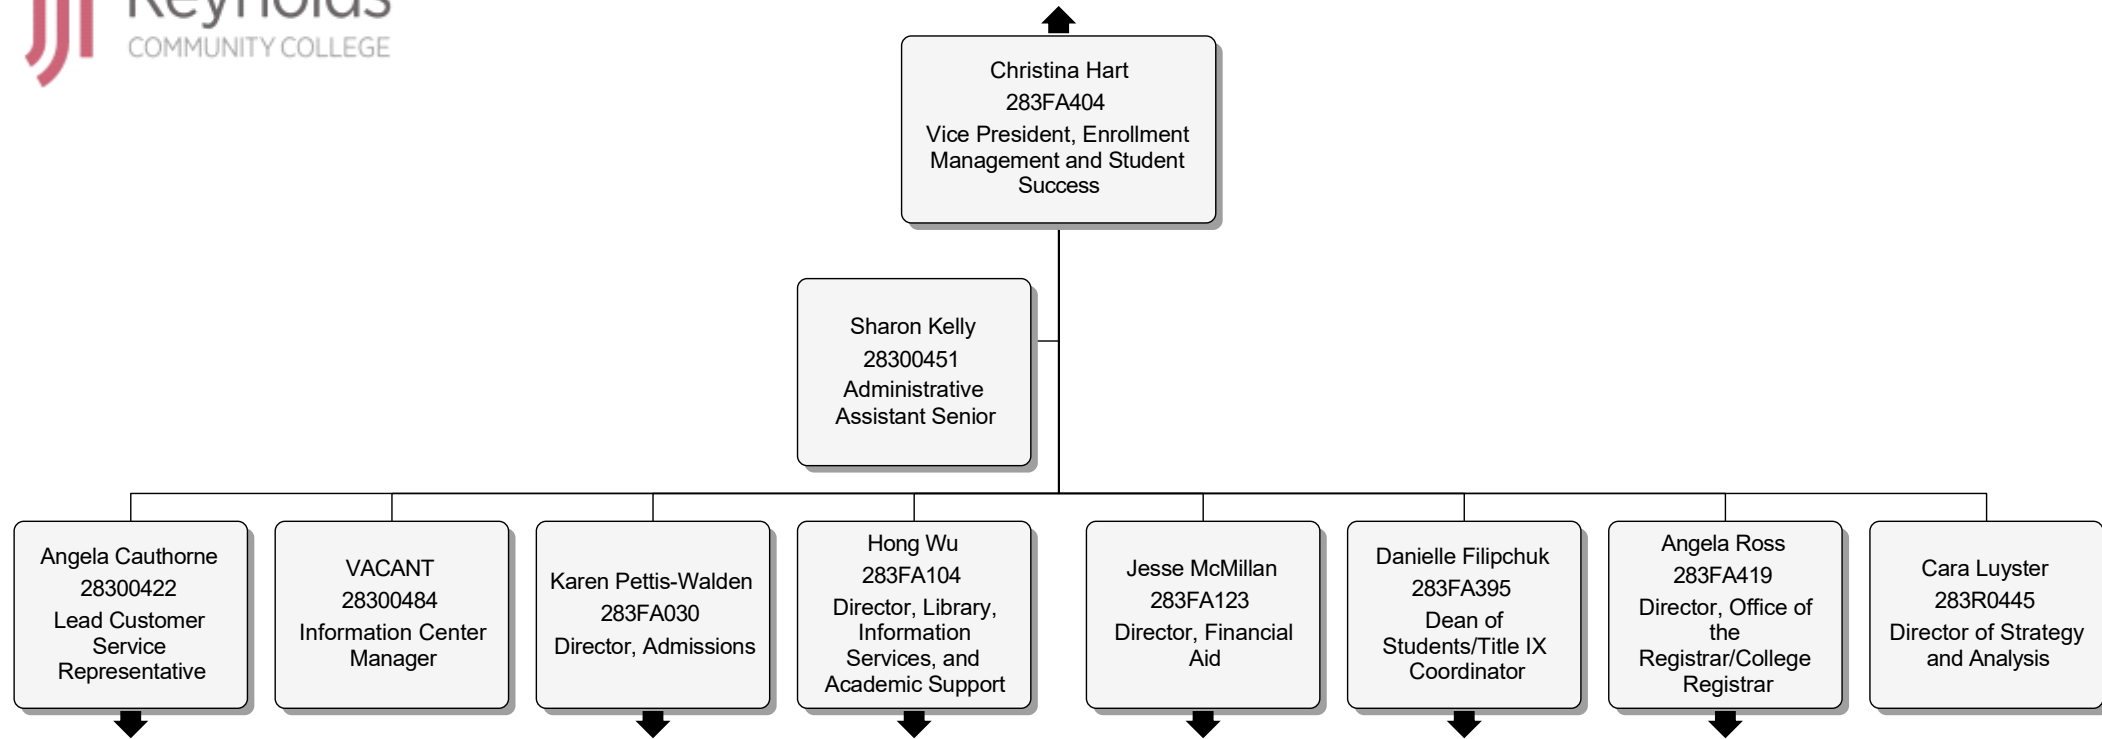 Reynolds
COMMUNITY COLLEGE
Christina Hart
283FA404
Vice President, Enrollment
Management and Student
Success
Sharon Kelly
28300451
Administrative
Assistant Senior
Angela Cauthorne
28300422
Lead Customer
Service
Representative
VACANT
28300484
Information Center
Manager
Karen Pettis-Walden
283FA030
Director, Admissions
Hong Wu
283FA104
Director, Library,
Information
Services, and
Academic Support
Jesse McMillan
283FA123
Director, Financial
Aid
Danielle Filipchuk
283FA395
Dean of
Students/Title IX
Coordinator
Angela Ross
283FA419
Director, Office of
the
Registrar/College
Registrar
Cara Luyster
283R0445
Director of Strategy
and Analysis